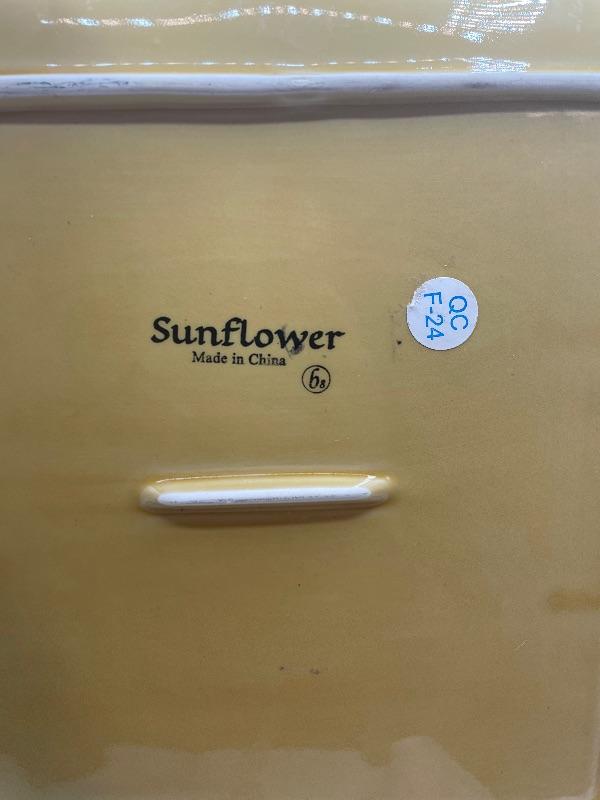 Sunflower
Made in China
68
QC
F-24